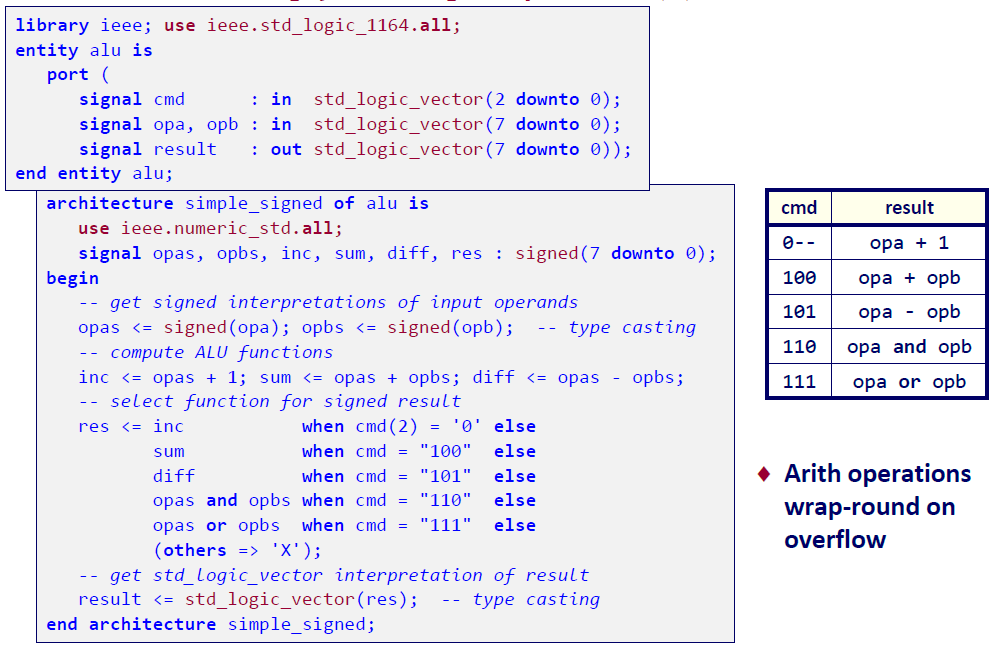 library ieee; use ieee.std_logic_1164.all;
entity alu is
port (
signal cmd : in std_logic_vector(2 downto 0);
signal opa, opb : in std_logic_vector(7 downto 0);
signal result : out std_logic_vector(7 downto 0));
end entity alu;
architecture simple_signed of alu is
use ieee.numeric_std.all;
signal opas, opbs, inc, sum, diff, res : signed(7 downto 0);
begin
-- get signed interpretations of input operands
opas <= signed(opa); opbs <= signed(opb); -- type casting
-- compute ALU functions
inc <= opas + 1; sum <= opas + opbs; diff <= opas - opbs;
-- select function for signed result
res <= inc when cmd(2) = '0' else
sum when cmd = "100" else
diff when cmd = "101" else
opas and opbs when cmd = "110" else
opas or opbs when cmd = "111" else
(others => 'X');
-- get std_logic_vector interpretation of result
result <= std_logic_vector(res); -- type casting
end architecture simple_signed;
cmd result
0-- opa + 1
100 opa + opb
101 opa - opb
110 opa and opb
111 opa or opb
♦ Arith operations
wrap-round on
overflow